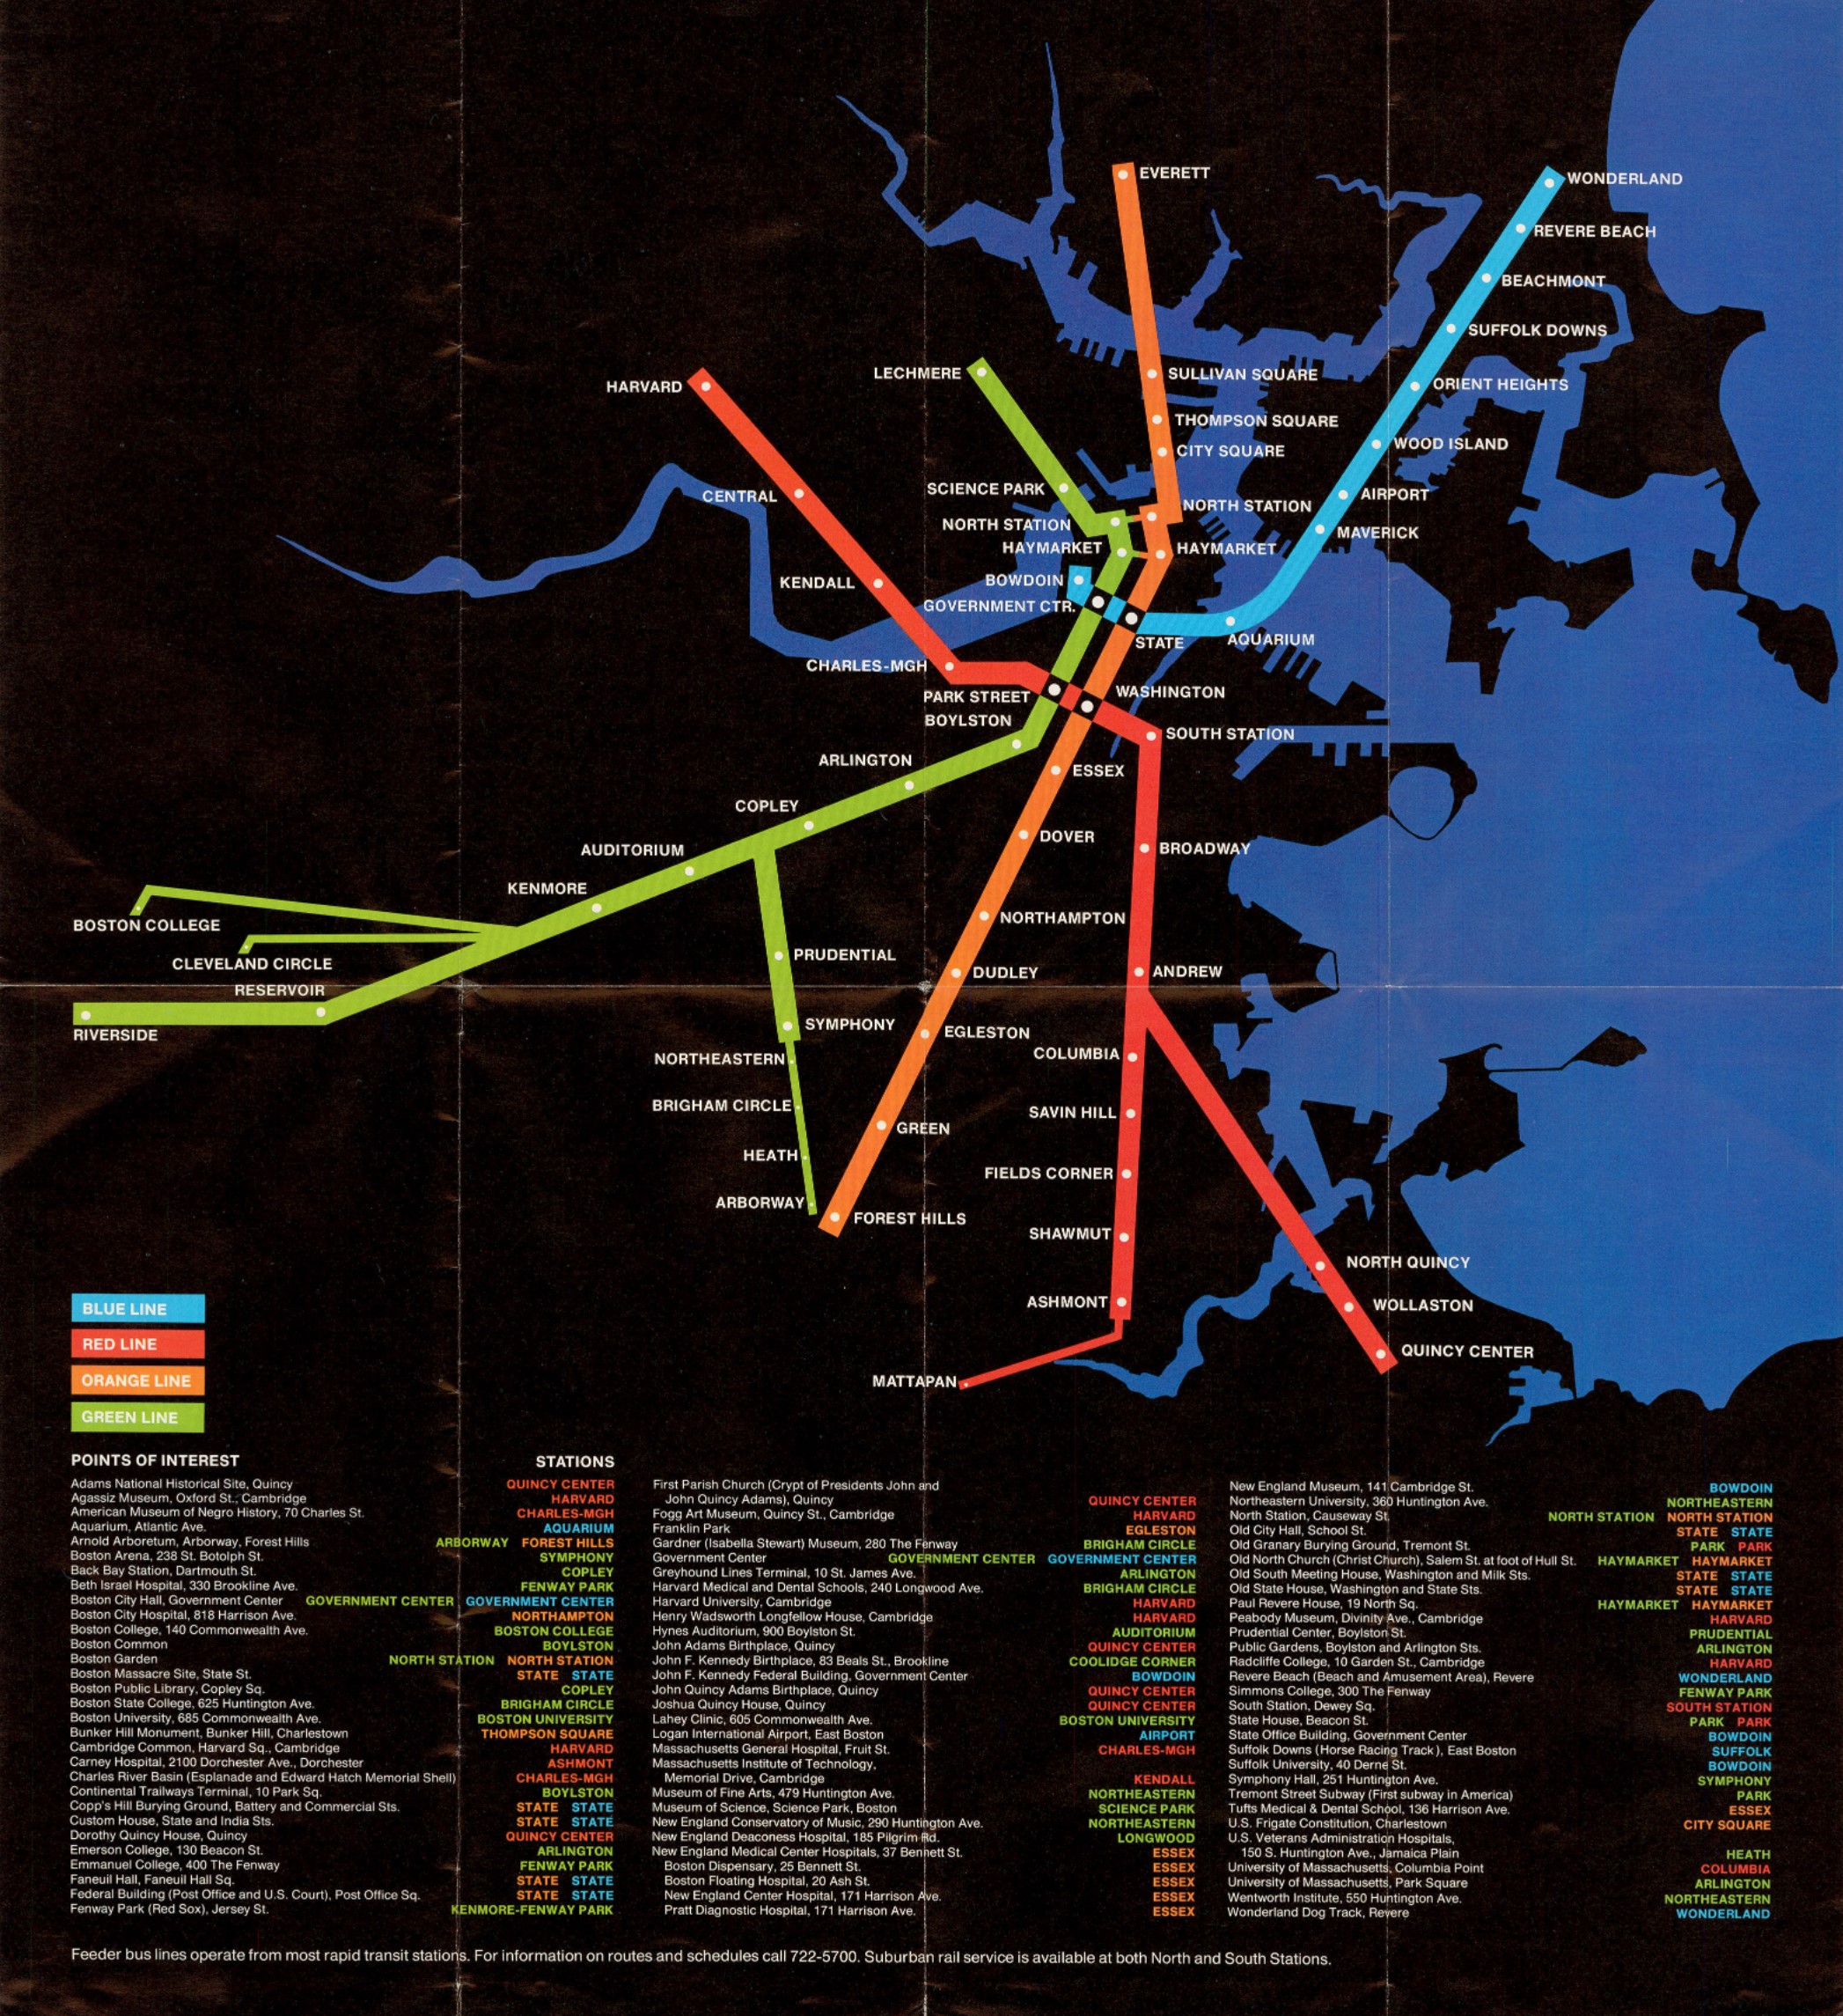 EVERETT
WONDERLAND
REVERE BEACH
BEACHMONT
SUFFOLK DOWNS
LECHMERE
SULLIVAN SQUARE
HARVARD
ORIENT HEIGHTS
THOMPSON SQUARE
CITY SQUARE
WOOD ISLAND
SCIENCE PARK
CENTRAL
AIRPORT
NORTH STATION
NORTH STATION
MAVERICK
HAYMARKET
HAYMARKET
BOWDOIN
KENDALL
GOVERNMENT CTR.
STATE
AQUARIUM
CHARLES-MGH
PARK STREET
WASHINGTON
BOYLSTON
SOUTH STATION
ARLINGTON
ESSEX
COPLEY
DOVER
AUDITORIUM
BROADWAY
KENMORE
BOSTON COLLEGE
NORTHAMPTON
PRUDENTIAL
CLEVELAND CIRCLE
DUDLEY
ANDREW
RESERVOIR
RIVERSIDE
SYMPHONY
EGLESTON
NORTHEASTERN
COLUMBIA
BRIGHAM CIRCLE
SAVIN HILL
GREEN
HEATH
FIELDS CORNER
ARBORWAY
FOREST HILLS
SHAWMUT
NORTH QUINCY
ASHMONT
WOLLASTON
QUINCY CENTER
MATTAPAN
BLUE LINE
RED LINE
ORANGE LINE
GREEN LINE
POINTS OF INTEREST STATIONS
Adams National Historical Site, Quincy QUINCY CENTER
Agassiz Museum, Oxford St., Cambridge HARVARD
American Museum of Negro History, 70 Charles St. CHARLES-MGH
Aquarium, Atlantic Ave. AQUARIUM
Arnold Arboretum, Arborway, Forest Hills ARBORWAY FOREST HILLS
Boston Arena, 238 St. Botolph St. SYMPHONY
Back Bay Station, Dartmouth St. COPLEY
Beth Israel Hospital, 330 Brookline Ave. FENWAY PARK
Boston City Hall, Government Center GOVERNMENT CENTER GOVERNMENT CENTER
Boston City Hospital, 818 Harrison Ave. NORTHAMPTON
Boston College, 140 Commonwealth Ave. BOSTON COLLEGE
Boston Common BOYLSTON
Boston Garden NORTH STATION NORTH STATION
Boston Massacre Site, State St. STATE STATE
Boston Public Library, Copley Sq. COPLEY
Boston State College, 625 Huntington Ave. BRIGHAM CIRCLE
Boston University, 685 Commonwealth Ave. BOSTON UNIVERSITY
Bunker Hill Monument, Bunker Hill, Charlestown THOMPSON SQUARE
Cambridge Common, Harvard Sq., Cambridge HARVARD
Carney Hospital, 2100 Dorchester Ave., Dorchester ASHMONT
Charles River Basin (Esplanade and Edward Hatch Memorial Shell) CHARLES-MGH
Continental Trailways Terminal, 10 Park Sq. BOYLSTON
Copp's Hill Burying Ground, Battery and Commercial Sts. STATE STATE
Custom House, State and India Sts. STATE STATE
Dorothy Quincy House, Quincy QUINCY CENTER
Emerson College, 130 Beacon St. ARLINGTON
Emmanuel College, 400 The Fenway FENWAY PARK
Faneuil Hall, Faneuil Hall Sq. STATE STATE
Federal Building (Post Office and U.S. Court), Post Office Sq. STATE STATE
Fenway Park (Red Sox), Jersey St. KENMORE-FENWAY PARK
First Parish Church (Crypt of Presidents John and
John Quincy Adams), Quincy QUINCY CENTER
Fogg Art Museum, Quincy St., Cambridge HARVARD
Franklin Park EGLESTON
Gardner (Isabella Stewart) Museum, 280 The Fenway BRIGHAM CIRCLE
Government Center GOVERNMENT CENTER GOVERNMENT CENTER
Greyhound Lines Terminal, 10 St. James Ave. ARLINGTON
Harvard Medical and Dental Schools, 240 Longwood Ave. BRIGHAM CIRCLE
Harvard University, Cambridge HARVARD
Henry Wadsworth Longfellow House, Cambridge HARVARD
Hynes Auditorium, 900 Boylston St. AUDITORIUM
John Adams Birthplace, Quincy QUINCY CENTER
John F. Kennedy Birthplace, 83 Beals St., Brookline COOLIDGE CORNER
John F. Kennedy Federal Building, Government Center BOWDOIN
John Quincy Adams Birthplace, Quincy QUINCY CENTER
Joshua Quincy House, Quincy QUINCY CENTER
Lahey Clinic, 605 Commonwealth Ave. BOSTON UNIVERSITY
Logan International Airport, East Boston AIRPORT
Massachusetts General Hospital, Fruit St. CHARLES-MGH
Massachusetts Institute of Technology,
Memorial Drive, Cambridge KENDALL
Museum of Fine Arts, 479 Huntington Ave. NORTHEASTERN
Museum of Science, Science Park, Boston SCIENCE PARK
New England Conservatory of Music, 290 Huntington Ave. NORTHEASTERN
New England Deaconess Hospital, 185 Pilgrim Rd. LONGWOOD
New England Medical Center Hospitals, 37 Bennett St. ESSEX
Boston Dispensary, 25 Bennett St. ESSEX
Boston Floating Hospital, 20 Ash St. ESSEX
New England Center Hospital, 171 Harrison Ave. ESSEX
Pratt Diagnostic Hospital, 171 Harrison Ave. ESSEX
New England Museum, 141 Cambridge St. BOWDOIN
Northeastern University, 360 Huntington Ave. NORTHEASTERN
North Station, Causeway St. NORTH STATION NORTH STATION
Old City Hall, School St. STATE STATE
Old Granary Burying Ground, Tremont St. PARK PARK
Old North Church (Christ Church), Salem St. at foot of Hull St. HAYMARKET HAYMARKET
Old South Meeting House, Washington and Milk Sts. STATE STATE
Old State House, Washington and State Sts. STATE STATE
Paul Revere House, 19 North Sq. HAYMARKET HAYMARKET
Peabody Museum, Divinity Ave., Cambridge HARVARD
Prudential Center, Boylston St. PRUDENTIAL
Public Gardens, Boylston and Arlington Sts. ARLINGTON
Radcliffe College, 10 Garden St., Cambridge HARVARD
Revere Beach (Beach and Amusement Area), Revere WONDERLAND
Simmons College, 300 The Fenway FENWAY PARK
South Station, Dewey Sq. SOUTH STATION
State House, Beacon St. PARK PARK
State Office Building, Government Center BOWDOIN
Suffolk Downs (Horse Racing Track), East Boston SUFFOLK
Suffolk University, 40 Derne St. BOWDOIN
Symphony Hall, 251 Huntington Ave. SYMPHONY
Tremont Street Subway (First subway in America) PARK
Tufts Medical & Dental School, 136 Harrison Ave. ESSEX
U.S. Frigate Constitution, Charlestown CITY SQUARE
U.S. Veterans Administration Hospitals,
150 S. Huntington Ave., Jamaica Plain HEATH
University of Massachusetts, Columbia Point COLUMBIA
University of Massachusetts, Park Square ARLINGTON
Wentworth Institute, 550 Huntington Ave. NORTHEASTERN
Wonderland Dog Track, Revere WONDERLAND
Feeder bus lines operate from most rapid transit stations. For information on routes and schedules call 722-5700. Suburban rail service is available at both North and South Stations.